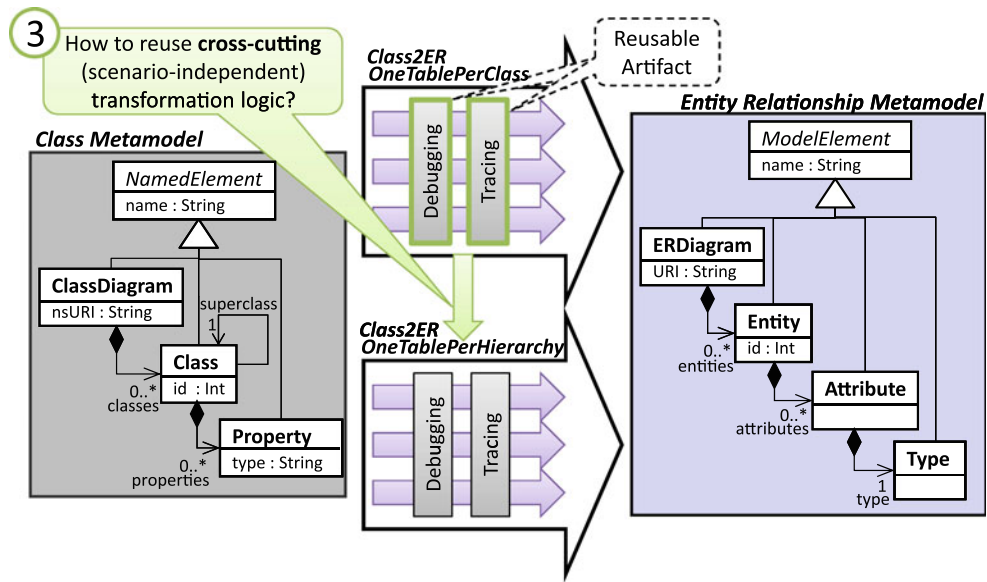 3
How to reuse cross-cutting
(scenario-independent)
transformation logic?
Class2ER
OneTablePerClass
Reusable
Artifact
Debugging
Tracing
Class Metamodel
NamedElement
name : String
ClassDiagram
nsURI : String
superclass
1
Class
id : Int
0..*
classes
Property
type : String
0..*
properties
Class2ER
OneTablePerHierarchy
Debugging
Tracing
Entity Relationship Metamodel
ModelElement
name : String
ERDiagram
URI : String
Entity
id : Int
0..*
entities
Attribute
0..*
attributes
Type
1
type